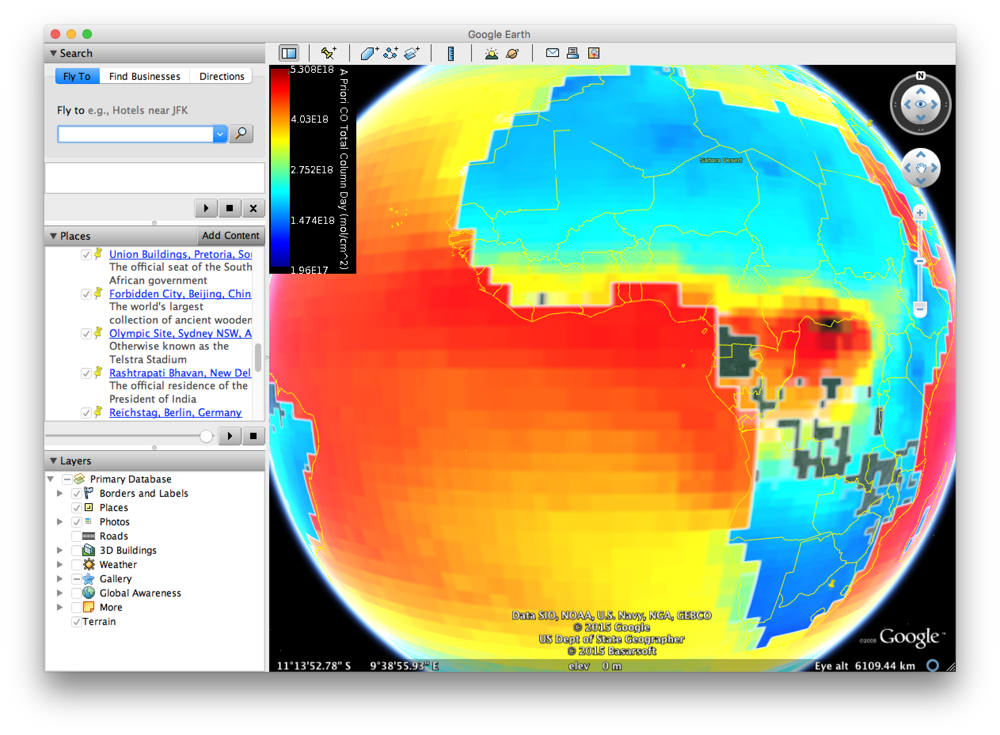 Google Earth
Search
Fly To
Find Businesses
Directions
Fly to e.g., Hotels near JFK
Places
Add Content
Union Buildings, Pretoria, Sou
The official seat of the South
African government
Forbidden City, Beijing, Chin
The world's largest
collection of ancient wooden
Olympic Site, Sydney NSW, A
Otherwise known as the
Telstra Stadium
Rashtrapati Bhavan, New Del
The official residence of the
President of India
Reichstag, Berlin, Germany
Layers
Primary Database
Borders and Labels
Places
Photos
Roads
3D Buildings
Weather
Gallery
Global Awareness
More
Terrain
5.308E18
4.03E18
2.752E18
1.474E18
1.96E17
A Priori CO Total Column Day (mol/cm^2)
N
Sahara Desert
Data SIO, NOAA, U.S. Navy, NGA, GEBCO
© 2015 Google
US Dept of State Geographer
© 2015 Basarsoft
©2008 Google™
11°13'52.78" S 9°38'55.93" E
elev 0 m
Eye alt 6109.44 km